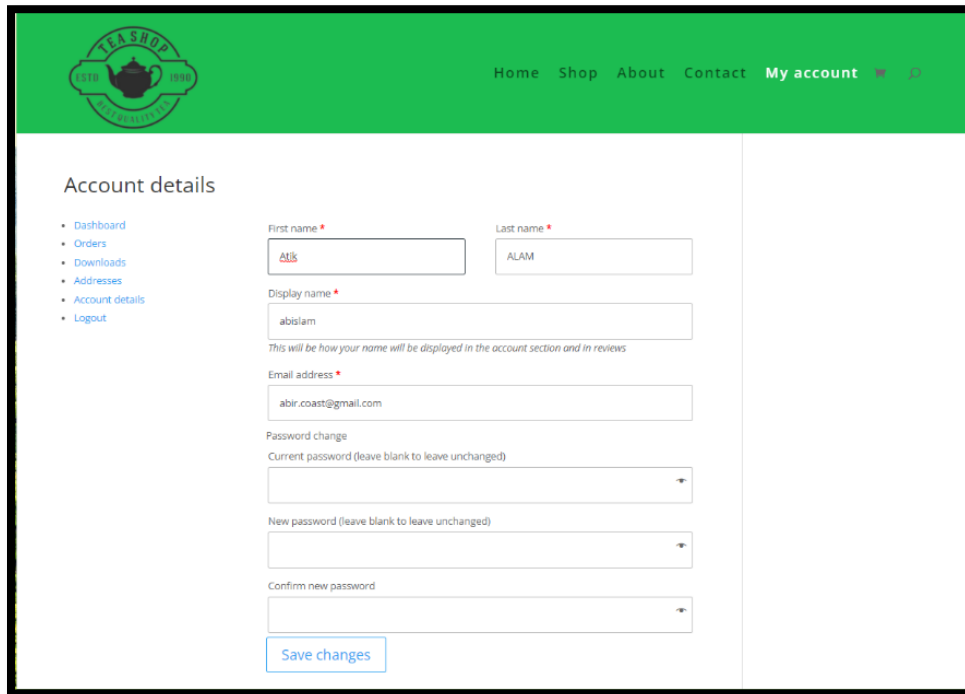 TEA SHOP
ESTD 1990
BEST QUALITY TEA
Home Shop About Contact My account
Account details
Dashboard
Orders
Downloads
Addresses
Account details
Logout
First name * Last name *
Atik ALAM
Display name *
abislam
This will be how your name will be displayed in the account section and in reviews
Email address *
abir.coast@gmail.com
Password change
Current password (leave blank to leave unchanged)
New password (leave blank to leave unchanged)
Confirm new password
Save changes